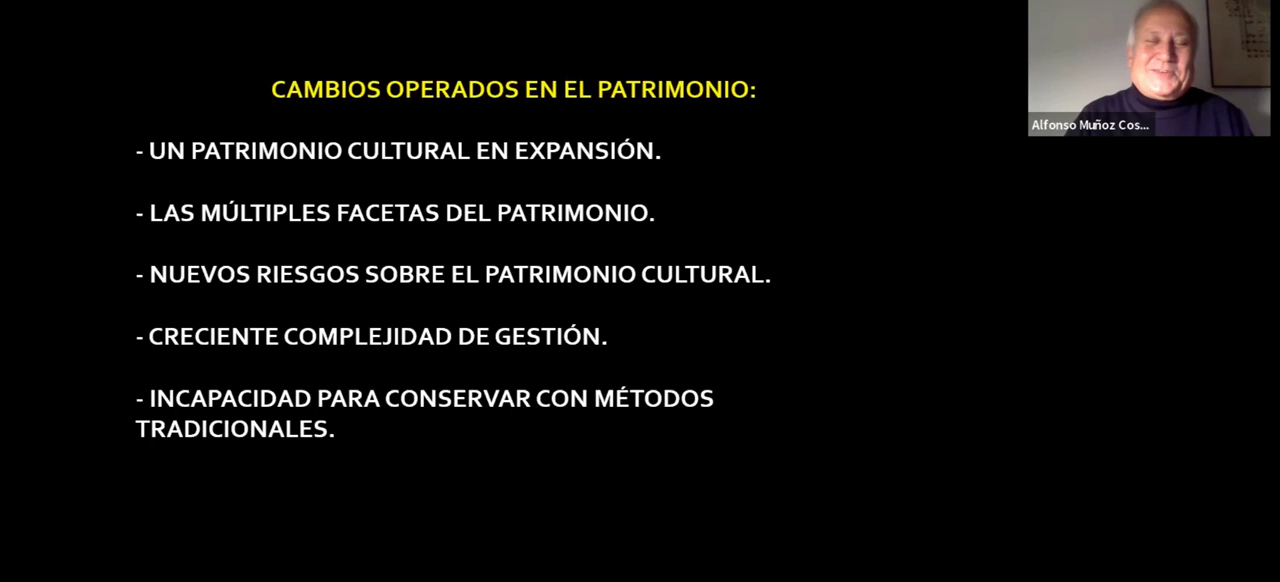 CAMBIOS OPERADOS EN EL PATRIMONIO:
- UN PATRIMONIO CULTURAL EN EXPANSIÓN.
- LAS MÚLTIPLES FACETAS DEL PATRIMONIO.
- NUEVOS RIESGOS SOBRE EL PATRIMONIO CULTURAL.
- CRECIENTE COMPLEJIDAD DE GESTIÓN.
- INCAPACIDAD PARA CONSERVAR CON MÉTODOS
TRADICIONALES.
Alfonso Muñoz Cos...